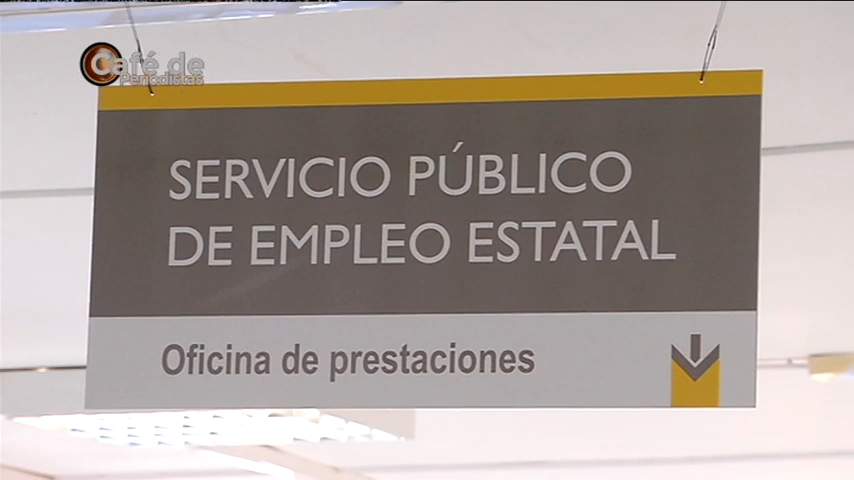 Café de
Periodistas
SERVICIO PÚBLICO
DE EMPLEO ESTATAL
Oficina de prestaciones